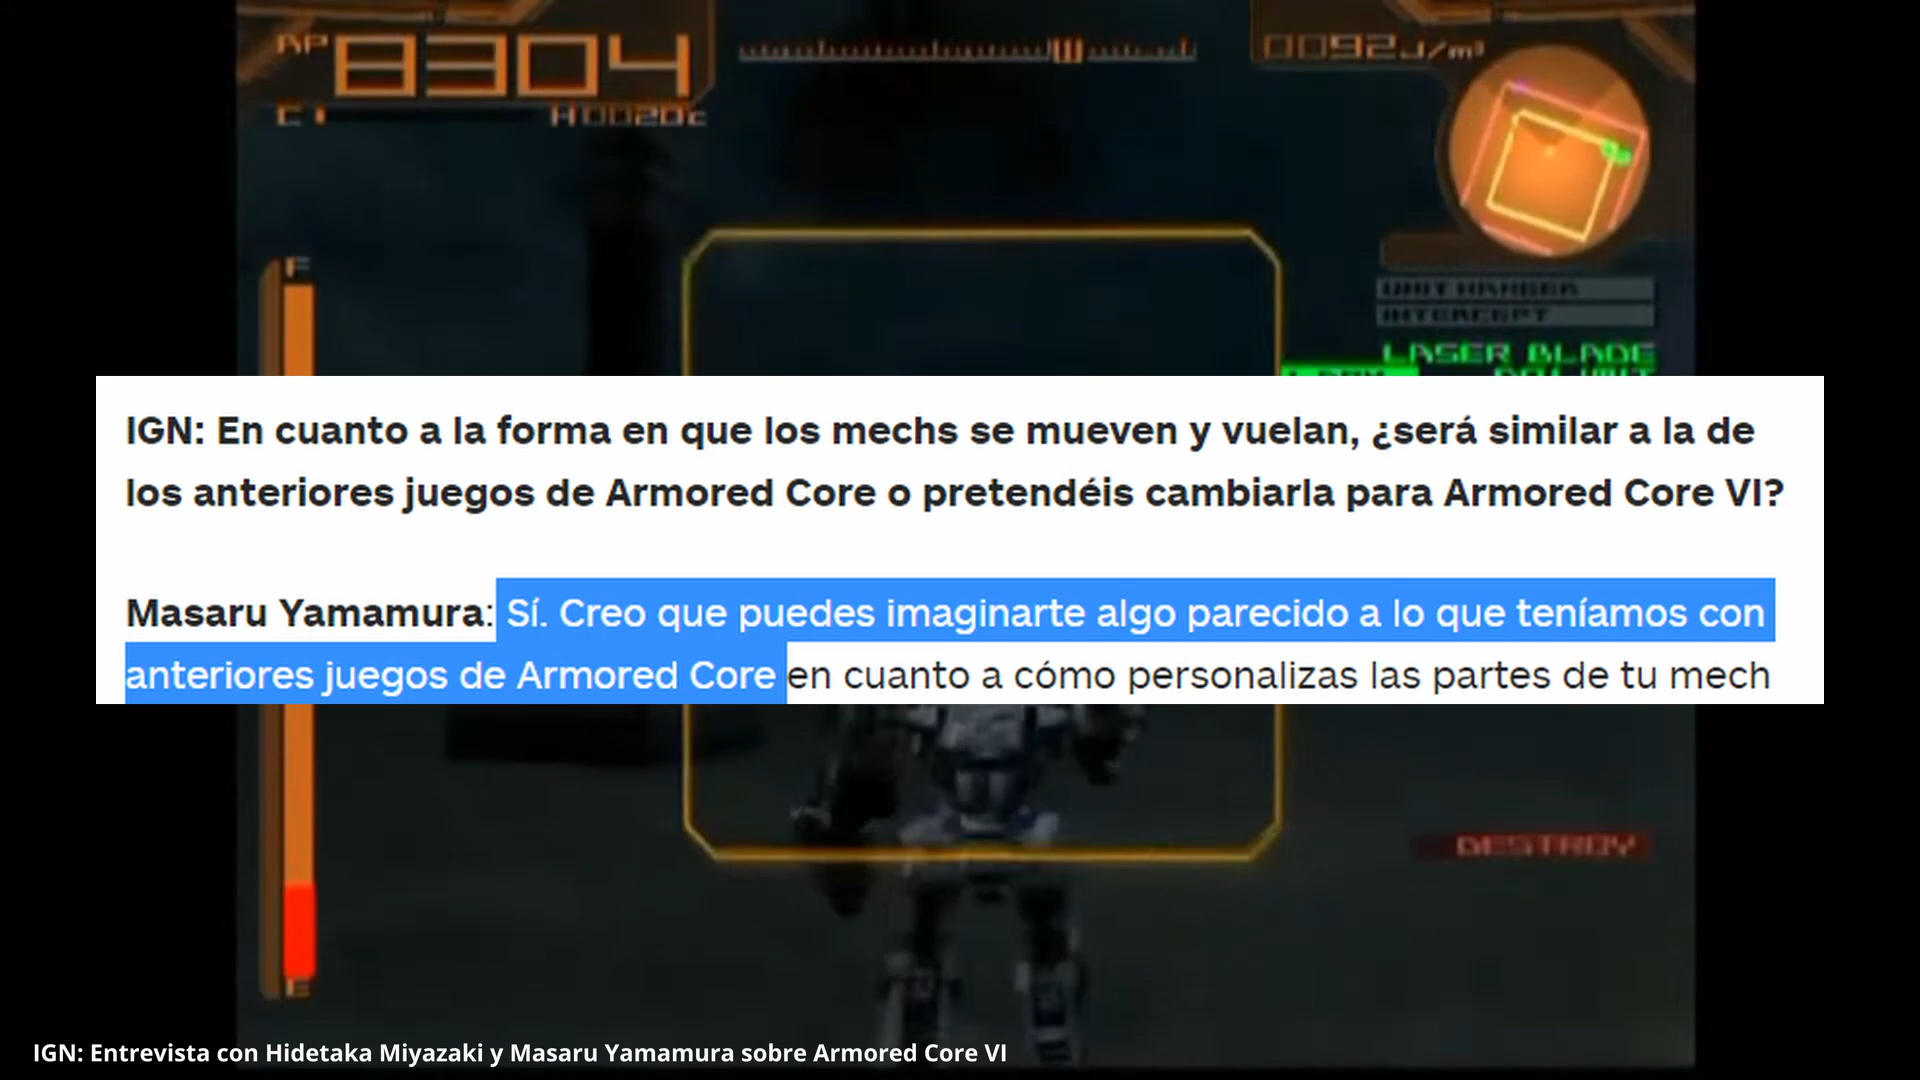 AP 8304
0092J/m³
C
F
INTERCEPT
LASER BLADE
IGN: En cuanto a la forma en que los mechs se mueven y vuelan, ¿será similar a la de
los anteriores juegos de Armored Core o pretendéis cambiarla para Armored Core VI?
Masaru Yamamura: Sí. Creo que puedes imaginarte algo parecido a lo que teníamos con
anteriores juegos de Armored Core en cuanto a cómo personalizas las partes de tu mech
DESTROY
E
IGN: Entrevista con Hidetaka Miyazaki y Masaru Yamamura sobre Armored Core VI